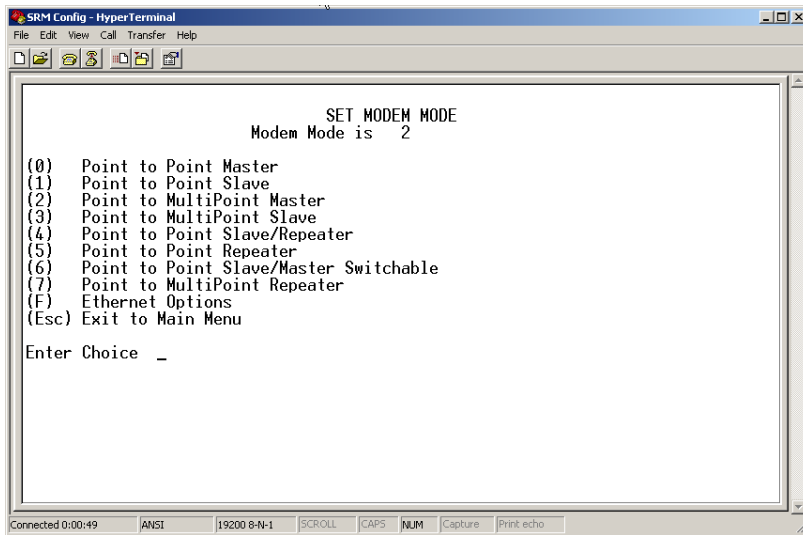 SRM Config - HyperTerminal
File Edit View Call Transfer Help
SET MODEM MODE
Modem Mode is 2
(0) Point to Point Master
(1) Point to Point Slave
(2) Point to MultiPoint Master
(3) Point to MultiPoint Slave
(4) Point to Point Slave/Repeater
(5) Point to Point Repeater
(6) Point to Point Slave/Master Switchable
(7) Point to MultiPoint Repeater
(F) Ethernet Options
(Esc) Exit to Main Menu
Enter Choice _
Connected 0:00:49 ANSI 19200 8-N-1 SCROLL CAPS NUM Capture Print echo